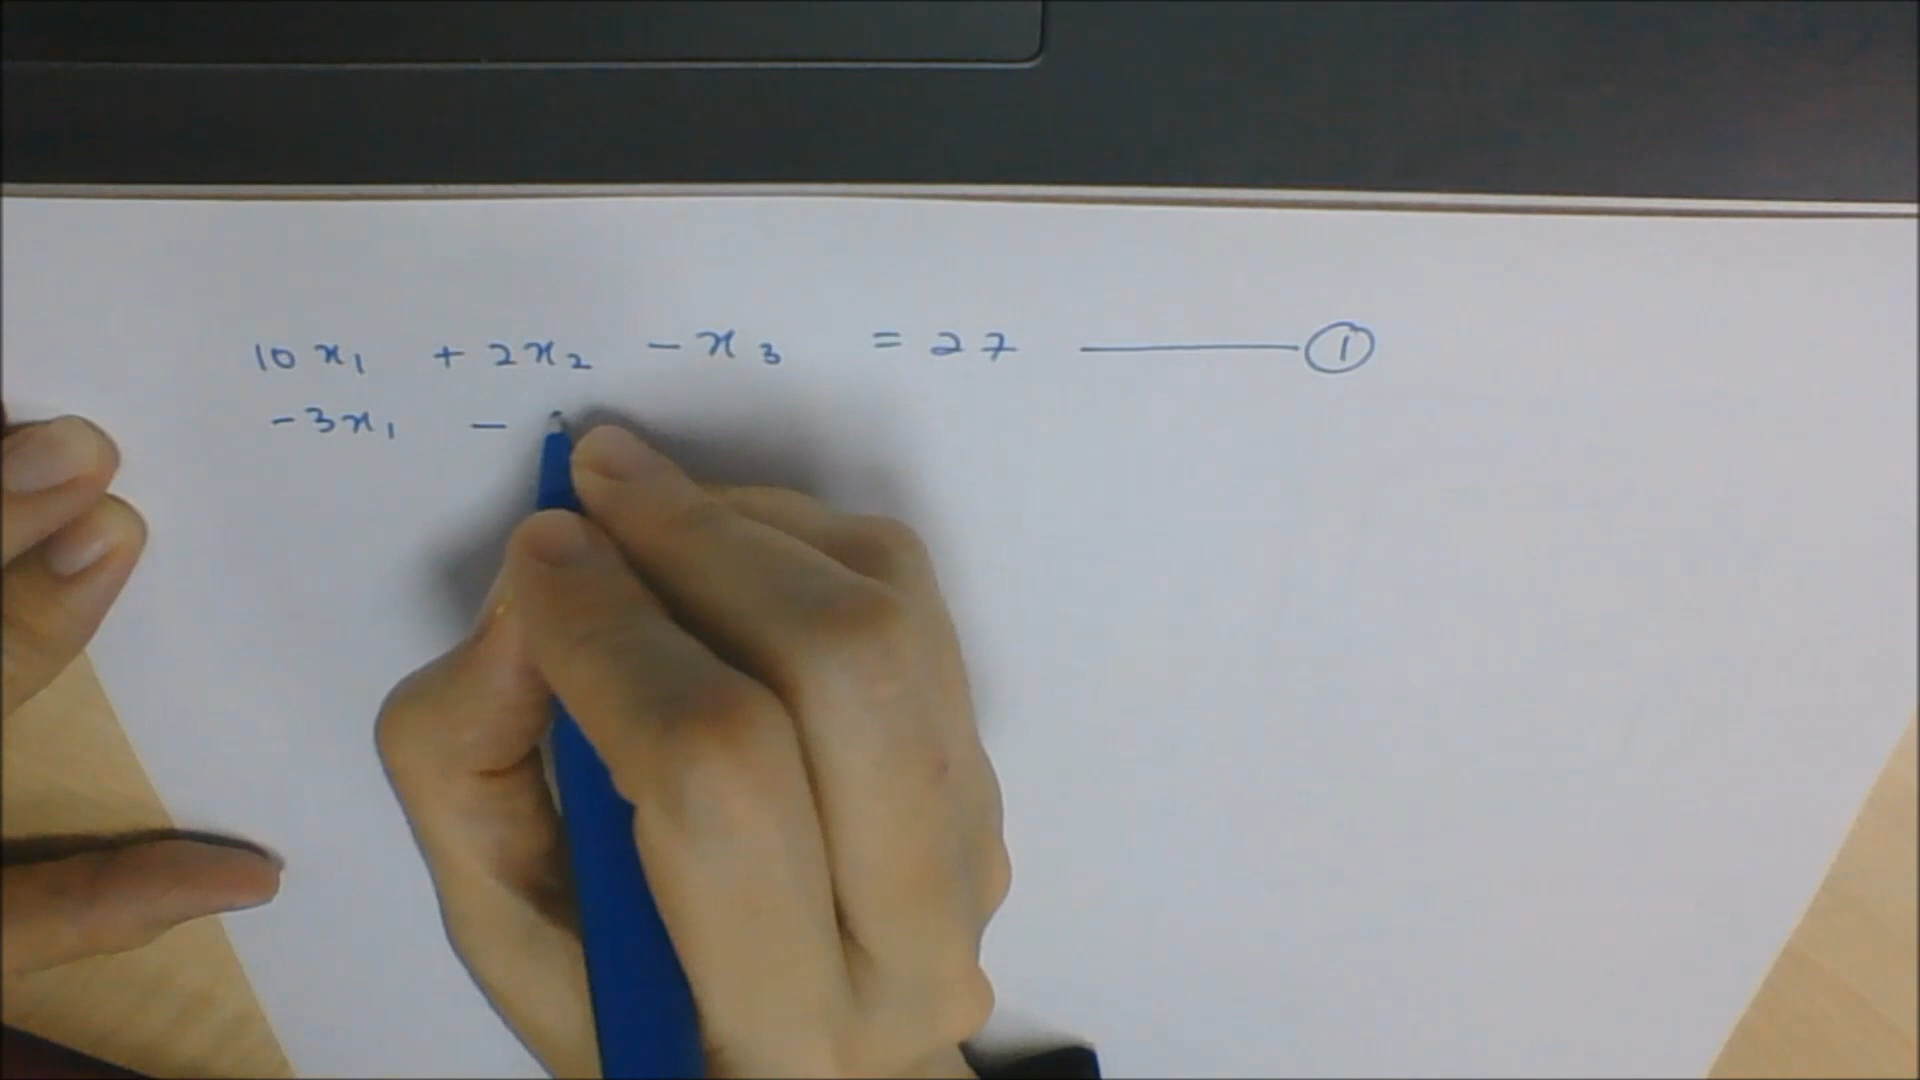 10x₁ + 2x₂ - x₃ = 27 ——— ①
-3x₁ -